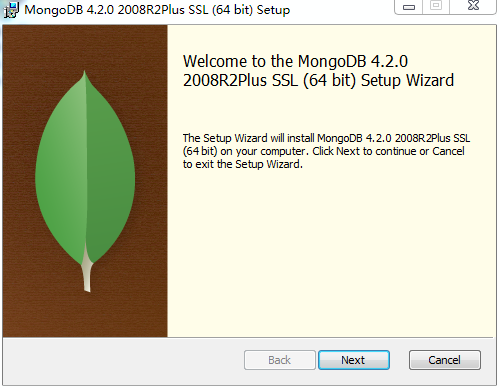 MongoDB 4.2.0 2008R2Plus SSL (64 bit) Setup
Welcome to the MongoDB 4.2.0
2008R2Plus SSL (64 bit) Setup Wizard
The Setup Wizard will install MongoDB 4.2.0 2008R2Plus SSL
(64 bit) on your computer. Click Next to continue or Cancel
to exit the Setup Wizard.
Back Next Cancel